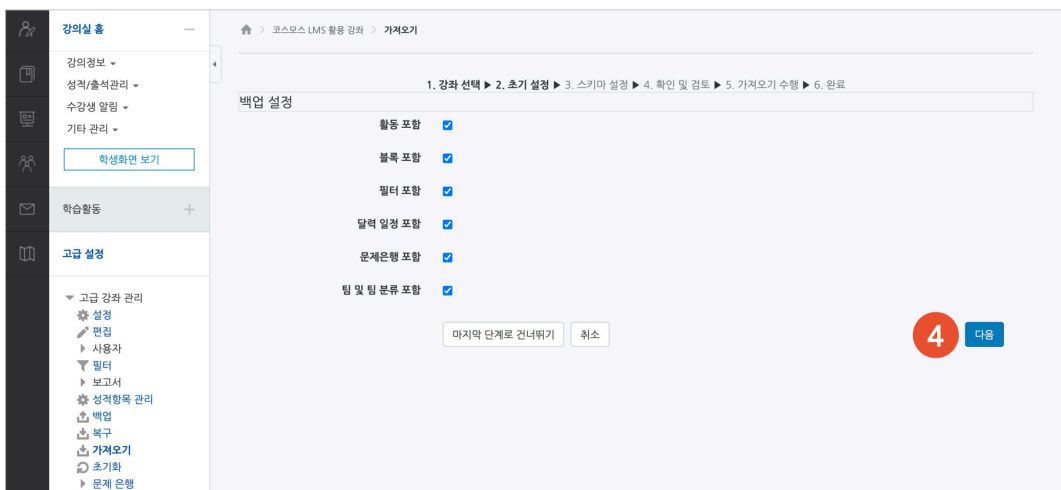 강의실 홈
코스모스 LMS 활용 강좌 > 가져오기
강의정보
성적/출석관리
수강생 알림
기타 관리
학생화면 보기
학습활동
고급 설정
고급 강좌 관리
설정
편집
사용자
필터
보고서
성적항목 관리
백업
복구
가져오기
초기화
문제 은행
1. 강좌 선택 ▶ 2. 초기 설정 ▶ 3. 스키마 설정 ▶ 4. 확인 및 검토 ▶ 5. 가져오기 수행 ▶ 6. 완료
백업 설정
활동 포함
블록 포함
필터 포함
달력 일정 포함
문제은행 포함
팀 및 팀 분류 포함
마지막 단계로 건너뛰기 취소 4 다음